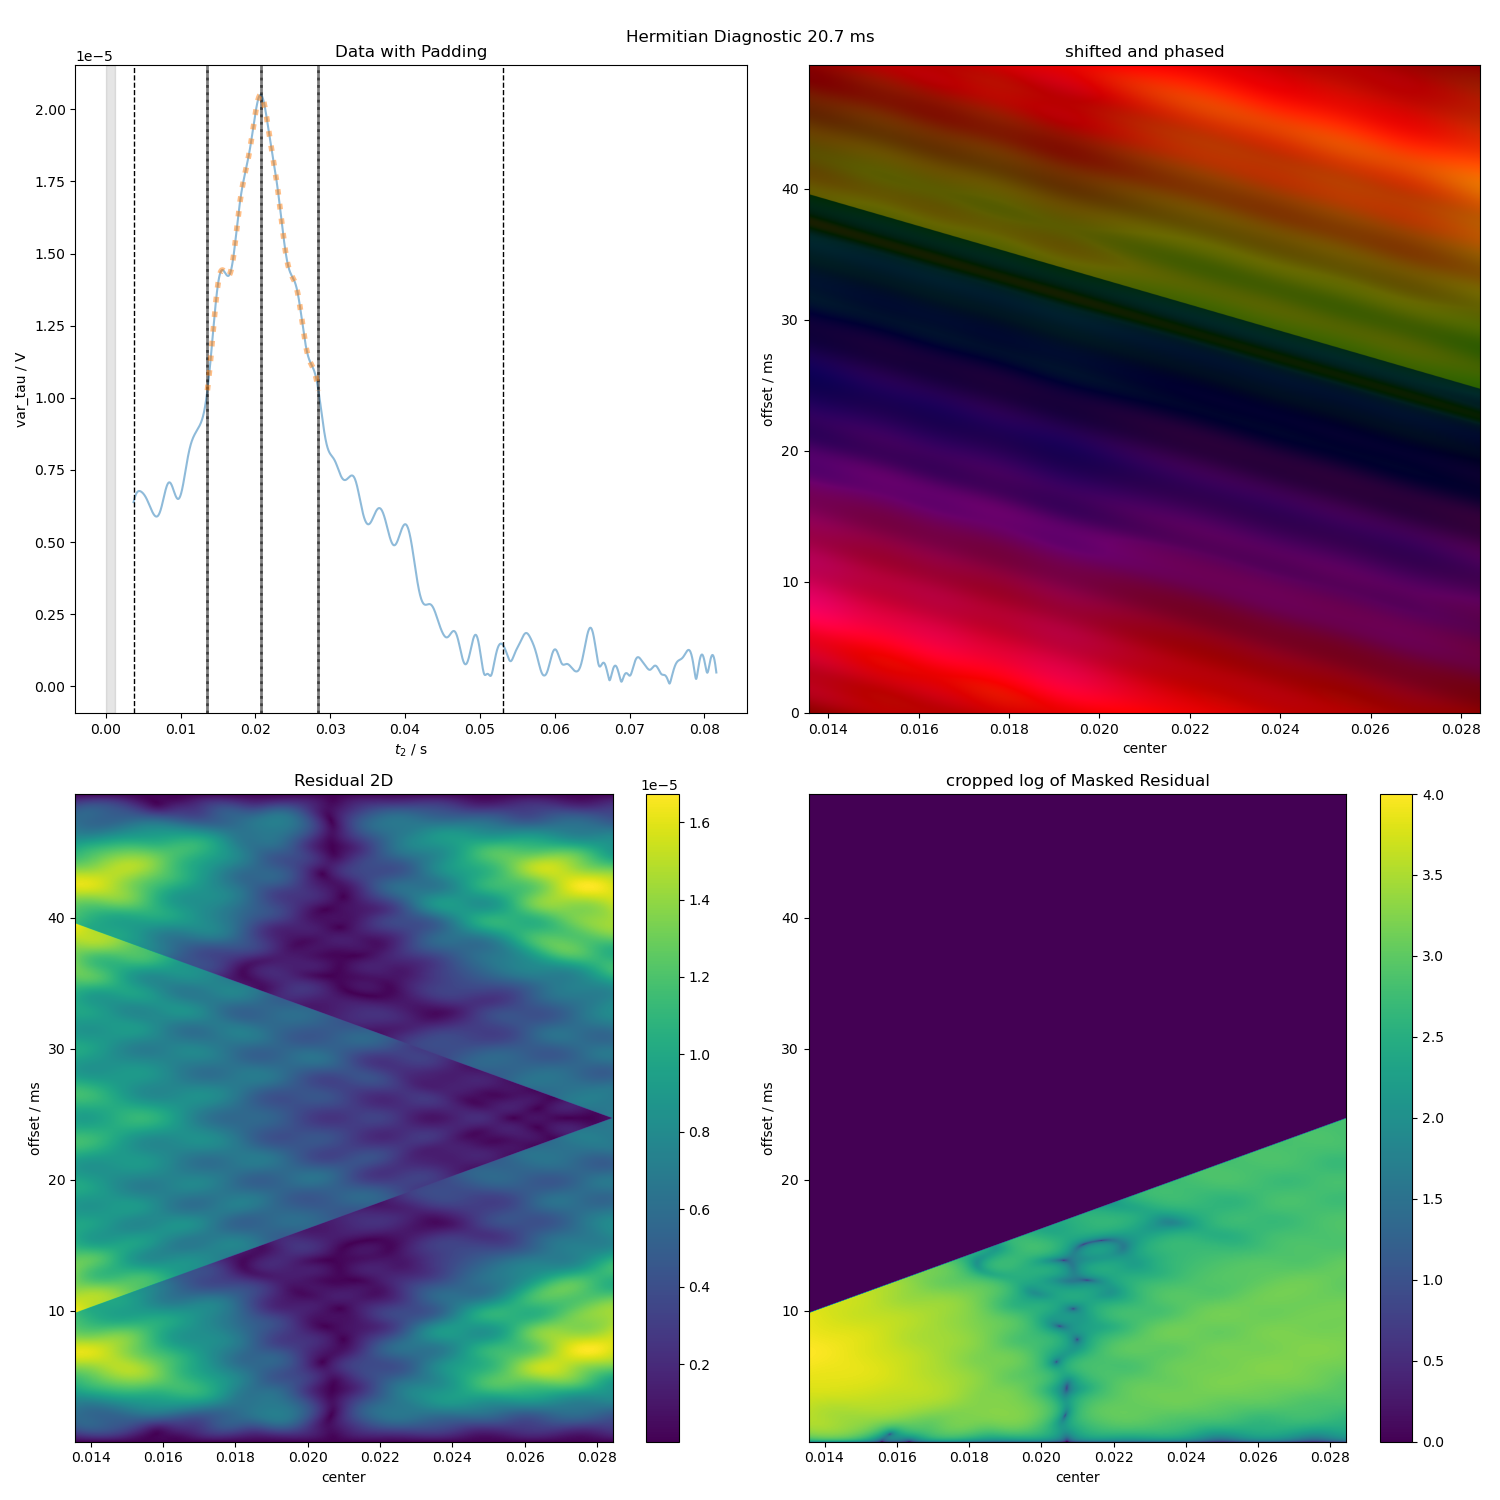 Hermitian Diagnostic 20.7 ms
Data with Padding
1e−5
2.00
1.75
1.50
1.25
1.00
0.75
0.50
0.25
0.00
var_tau / V
0.00 0.01 0.02 0.03 0.04 0.05 0.06 0.07 0.08
t2 / s
shifted and phased
40
30
20
10
0
offset / ms
0.014 0.016 0.018 0.020 0.022 0.024 0.026 0.028
center
Residual 2D
1e−5
40
30
20
10
offset / ms
0.014 0.016 0.018 0.020 0.022 0.024 0.026 0.028
center
1.6
1.4
1.2
1.0
0.8
0.6
0.4
0.2
cropped log of Masked Residual
40
30
20
10
offset / ms
0.014 0.016 0.018 0.020 0.022 0.024 0.026 0.028
center
4.0
3.5
3.0
2.5
2.0
1.5
1.0
0.5
0.0